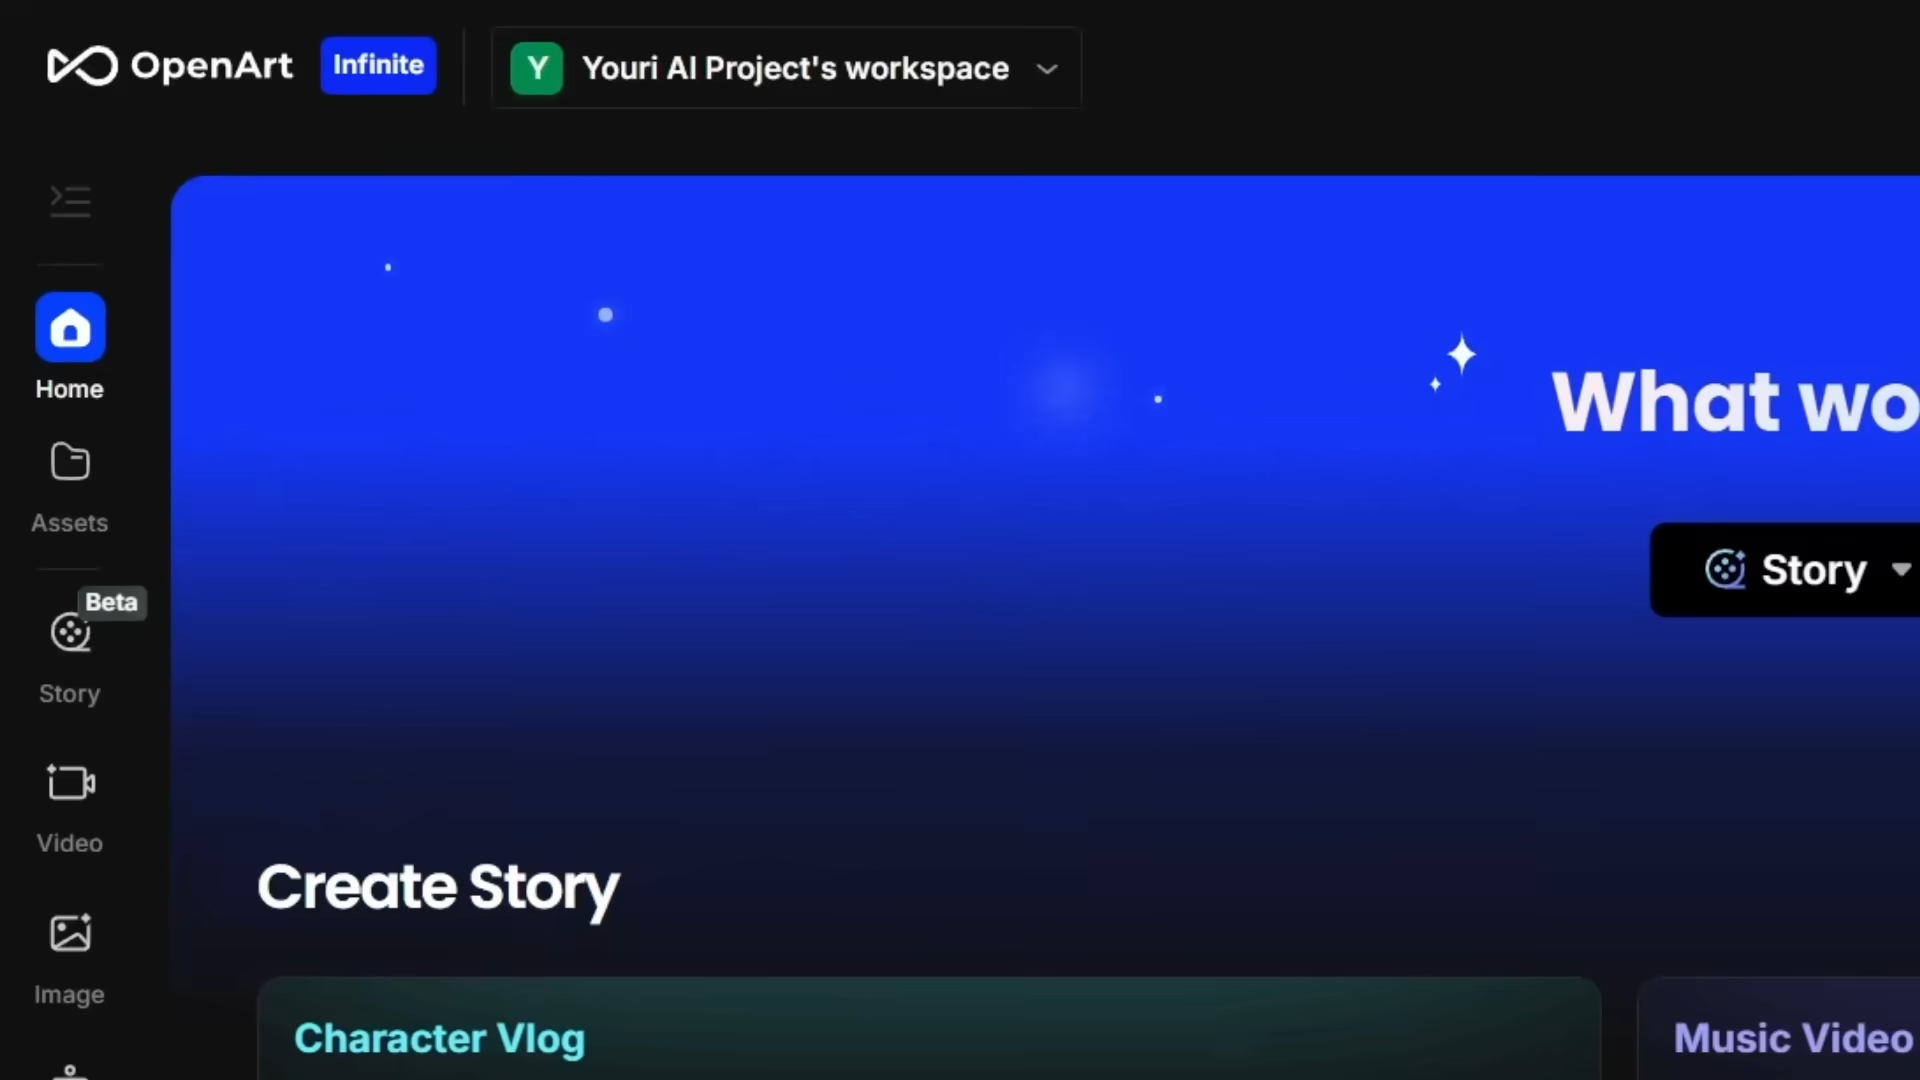 OpenArt Infinite Y Youri AI Project's workspace
Home
What
Assets
Beta
Story
Story
Video
Create Story
Image
Character Vlog
Music Video